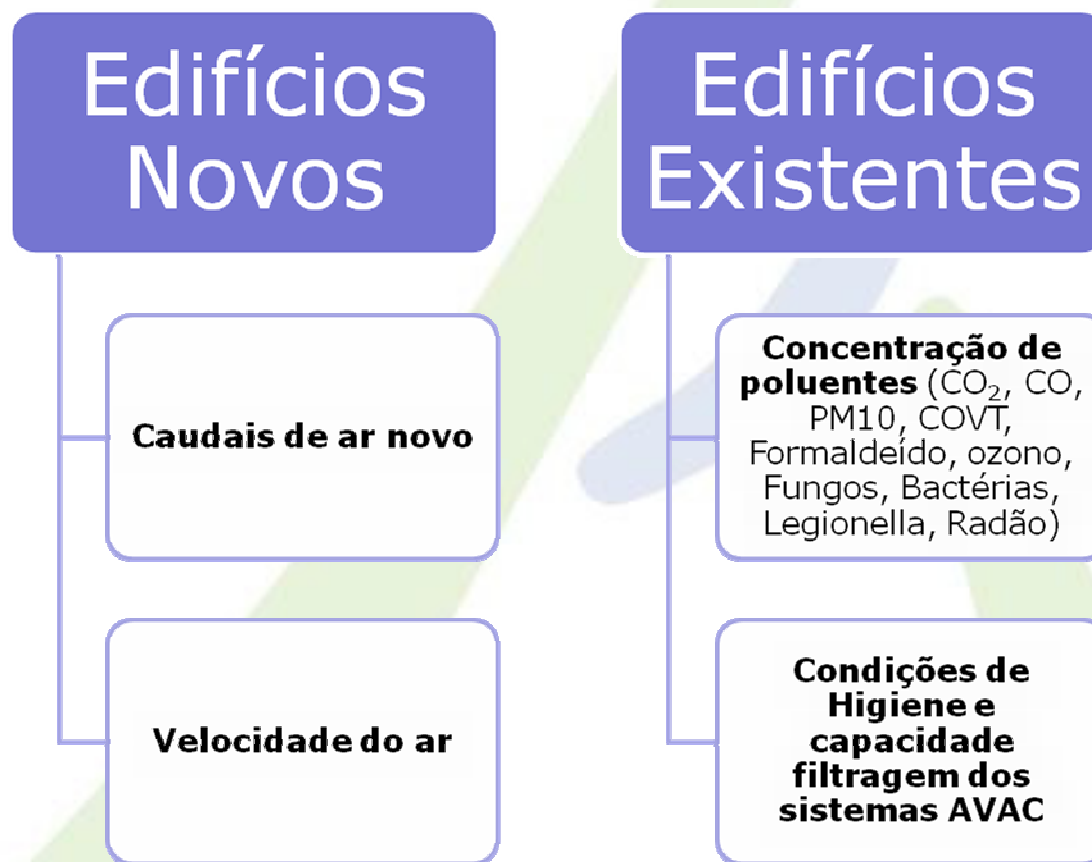 Edifícios
Novos
Caudais de ar novo
Velocidade do ar
Edifícios
Existentes
Concentração de
poluentes (CO₂, CO,
PM10, COVT,
Formaldeído, ozono,
Fungos, Bactérias,
Legionella, Radão)
Condições de
Higiene e
capacidade
filtragem dos
sistemas AVAC